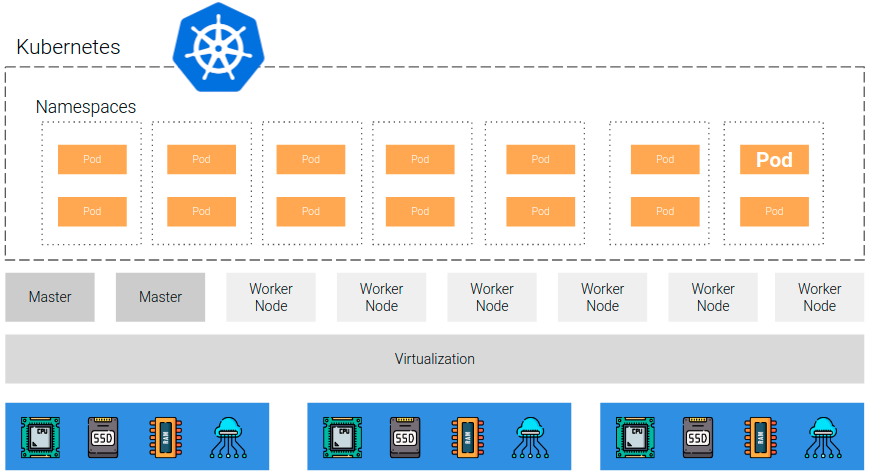 Kubernetes
Namespaces
Pod Pod Pod Pod Pod Pod Pod
Pod Pod Pod Pod Pod Pod Pod
Master Master Worker Node Worker Node Worker Node Worker Node Worker Node Worker Node
Virtualization
CPU SSD RAM CPU SSD RAM CPU SSD RAM